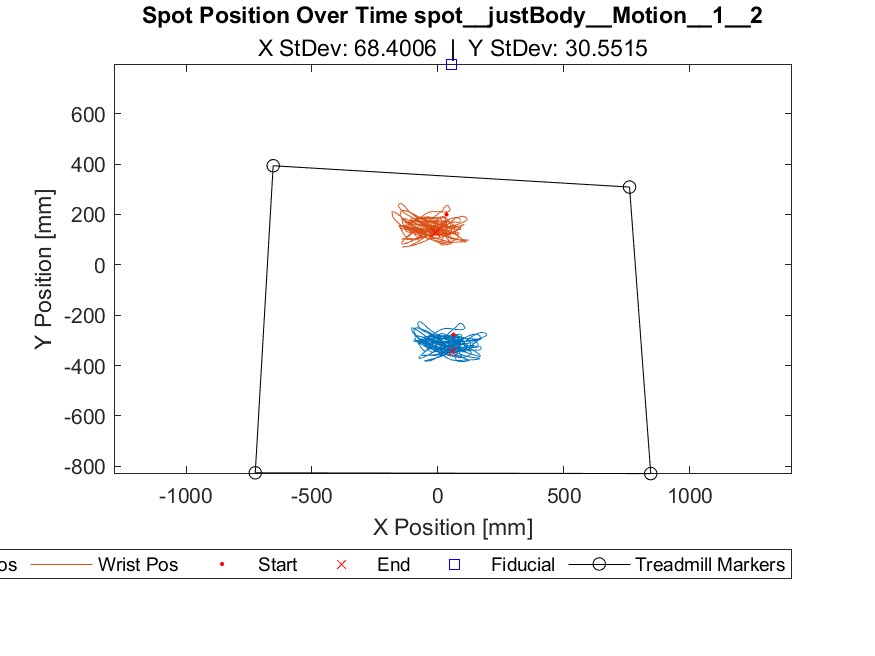 Spot Position Over Time spot__justBody__Motion__1__2
X StDev: 68.4006 | Y StDev: 30.5515
600
400
200
0
-200
-400
-600
-800
Y Position [mm]
-1000 -500 0 500 1000
X Position [mm]
os Wrist Pos Start End Fiducial Treadmill Markers